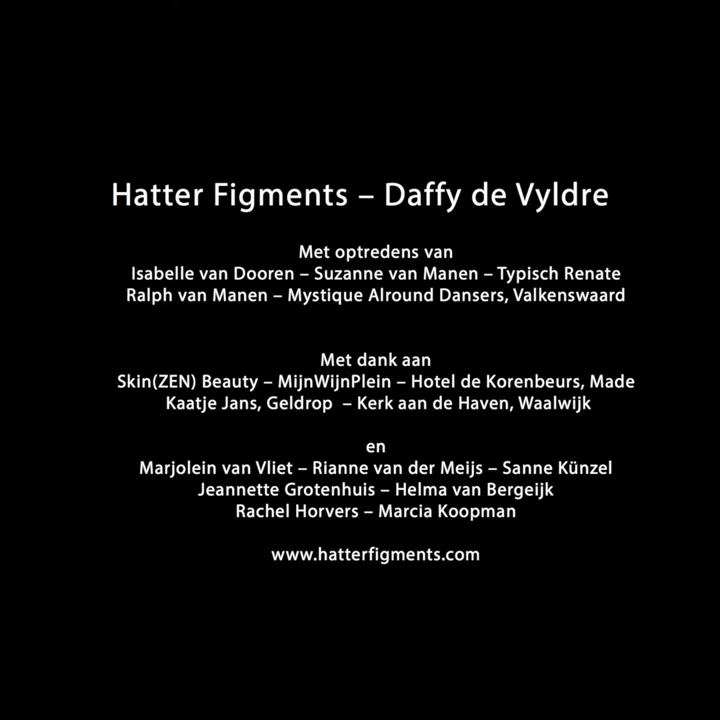 Hatter Figments – Daffy de Vyldre
Met optredens van
Isabelle van Dooren – Suzanne van Manen – Typisch Renate
Ralph van Manen – Mystique Alround Dansers, Valkenswaard
Met dank aan
Skin(ZEN) Beauty – MijnWijnPlein – Hotel de Korenbeurs, Made
Kaatje Jans, Geldrop – Kerk aan de Haven, Waalwijk
en
Marjolein van Vliet – Rianne van der Meijs – Sanne Künzel
Jeannette Grotenhuis – Helma van Bergeijk
Rachel Horvers – Marcia Koopman
www.hatterfigments.com